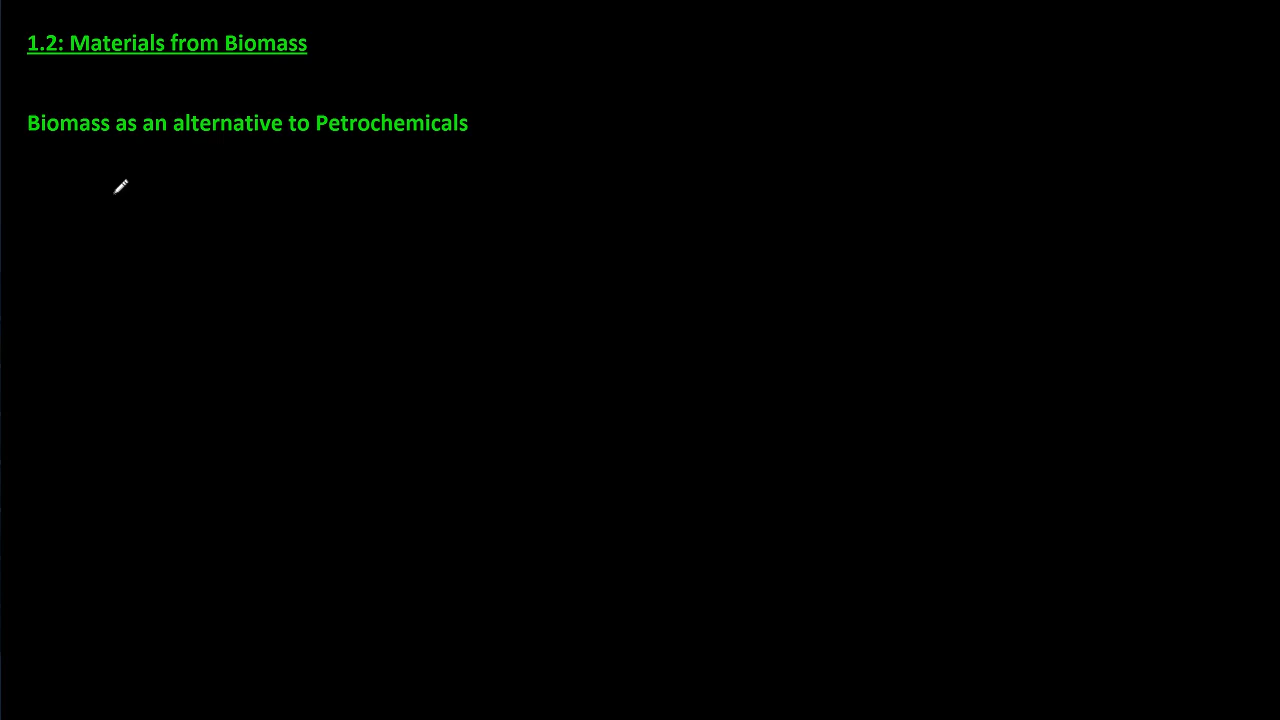 1.2: Materials from Biomass
Biomass as an alternative to Petrochemicals